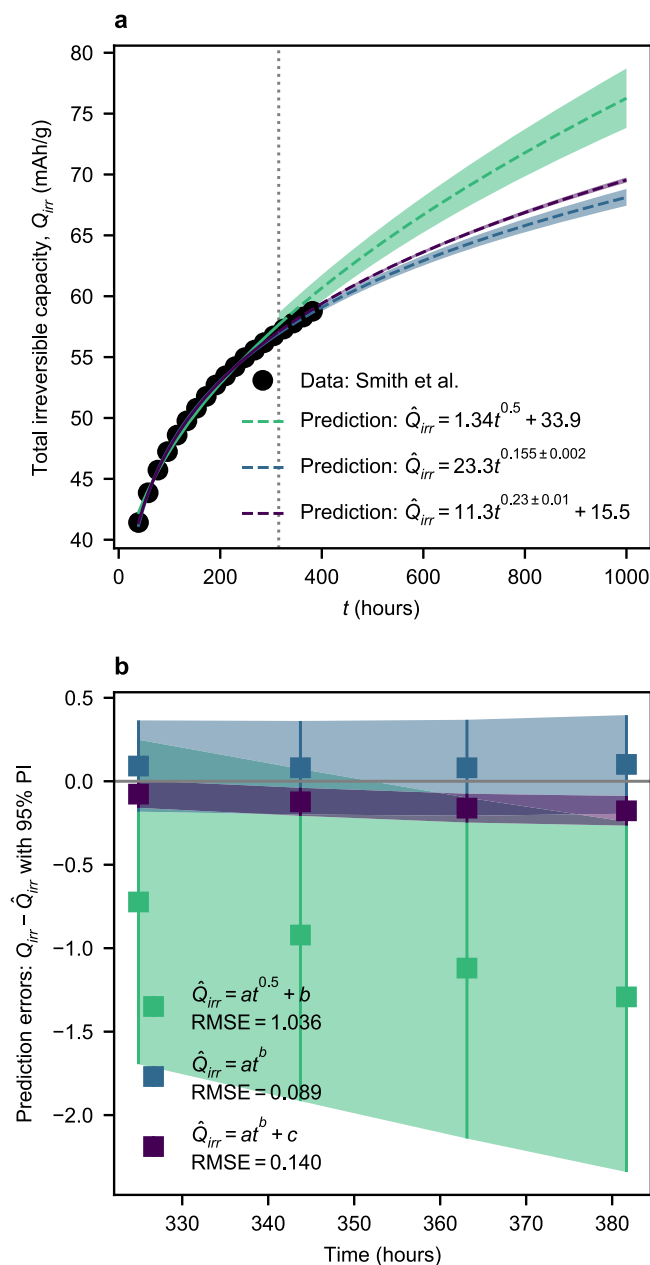 a
80
75
70
65
60
55
50
45
40
Total irreversible capacity, Q_irr (mAh/g)
Data: Smith et al.
Prediction: Q̂_irr = 1.34t^0.5 + 33.9
Prediction: Q̂_irr = 23.3t^0.155 ± 0.002
Prediction: Q̂_irr = 11.3t^0.23 ± 0.01 + 15.5
0 200 400 600 800 1000
t (hours)
b
0.5
0.0
−0.5
−1.0
−1.5
−2.0
Prediction errors: Q_irr − Q̂_irr with 95% PI
Q̂_irr = at^0.5 + b
RMSE = 1.036
Q̂_irr = at^b
RMSE = 0.089
Q̂_irr = at^b + c
RMSE = 0.140
330 340 350 360 370 380
Time (hours)